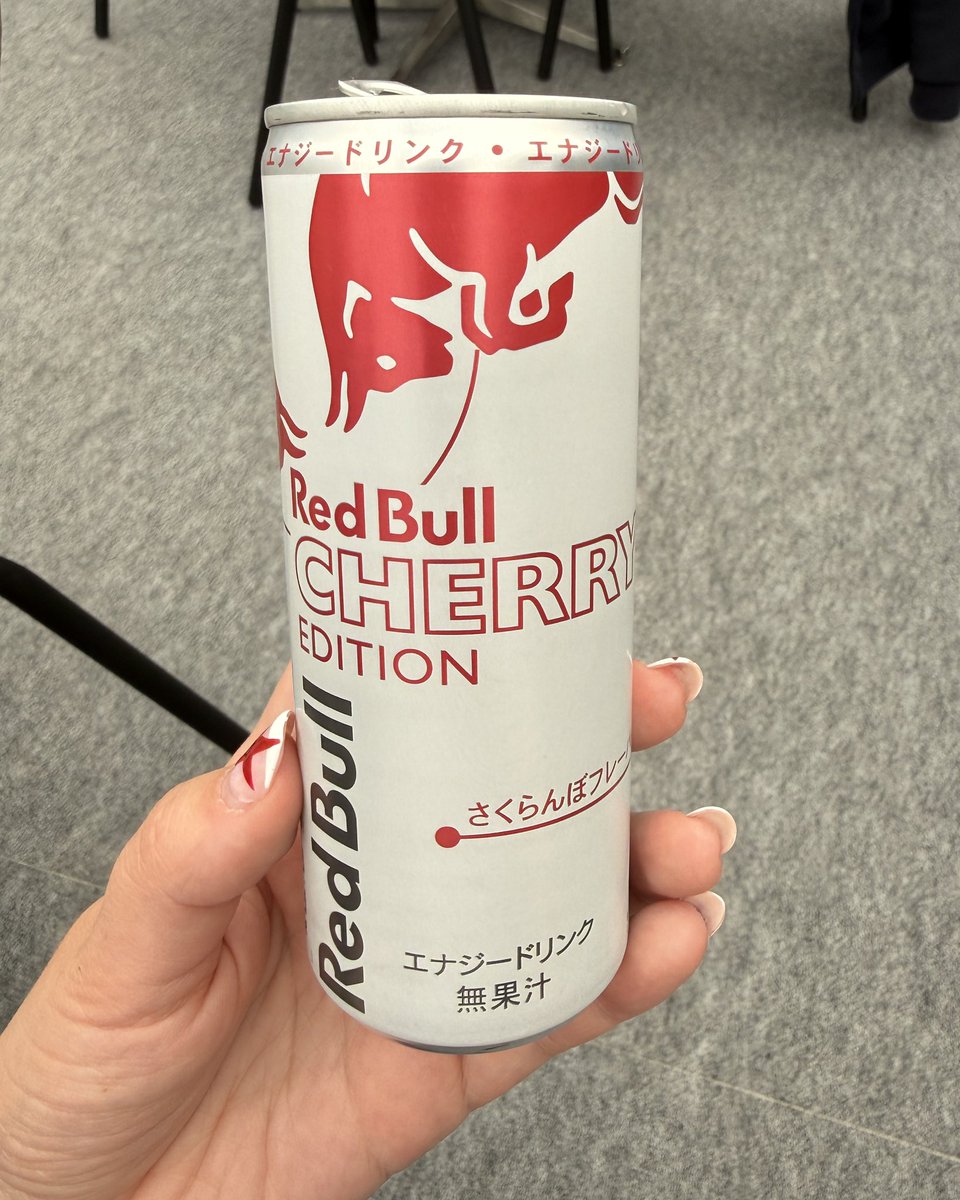 エナジードリンク • エナジードリ
Red Bull
CHERRY
EDITION
Red Bull
さくらんぼフレー
エナジードリンク
無果汁